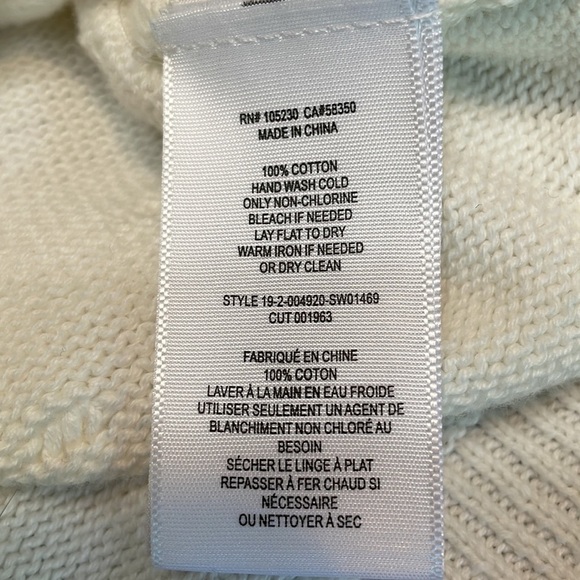 RN# 105230 CA#58350
MADE IN CHINA
100% COTTON
HAND WASH COLD
ONLY NON-CHLORINE
BLEACH IF NEEDED
LAY FLAT TO DRY
WARM IRON IF NEEDED
OR DRY CLEAN
STYLE 19-2-004920-SW01469
CUT 001963
FABRIQUÉ EN CHINE
100% COTON
LAVER À LA MAIN EN EAU FROIDE
UTILISER SEULEMENT UN AGENT DE
BLANCHIMENT NON CHLORÉ AU
BESOIN
SÉCHER LE LINGE À PLAT
REPASSER À FER CHAUD SI
NÉCESSAIRE
OU NETTOYER À SEC